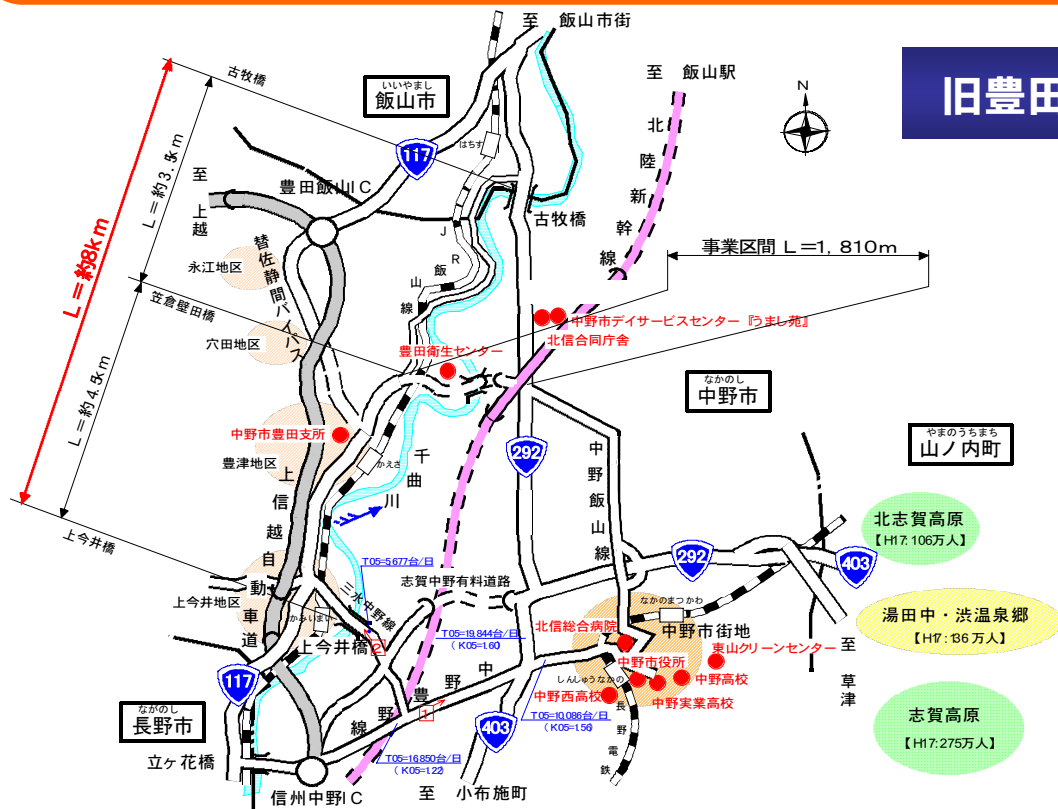 至 飯山市街
古牧橋
いいやまし
飯山市
至 飯山駅
旧豊田
N
117
はちす
北陸新幹線
L=約3.5km
至 上越
豊田飯山IC
古牧橋
JR飯山線
L=約8km
替佐静間バイパス
永江地区
事業区間 L=1,810m
笠倉壁田橋
中野市デイサービスセンター『うまし苑』
北信合同庁舎
穴田地区
豊田衛生センター
なかのし
中野市
L=約4.5km
中野市豊田支所
豊津地区
かえさ
千曲川
292
中野飯山線
やまのうちまち
山ノ内町
上信越自動車道
北志賀高原
【H17:106万人】
上今井橋
T05=5677台/日
292
403
三水中野線
志賀中野有料道路
上今井地区
かみいまい
上今井橋
2
T05=19,844台/日
(K05=1.60)
なかのまつかわ
北信総合病院
中野市街地
湯田中・渋温泉郷
【H17:136万人】
中野市役所
東山クリーンセンター
至 草津
しんしゅうなかの
中野高校
中野西高校
中野実業高校
117
中野豊野線
1
T05=10,086台/日
(K05=1.56)
長野電鉄
志賀高原
【H17:275万人】
ながのし
長野市
403
立ヶ花橋
T05=16850台/日
(K05=1.22)
信州中野IC
至 小布施町